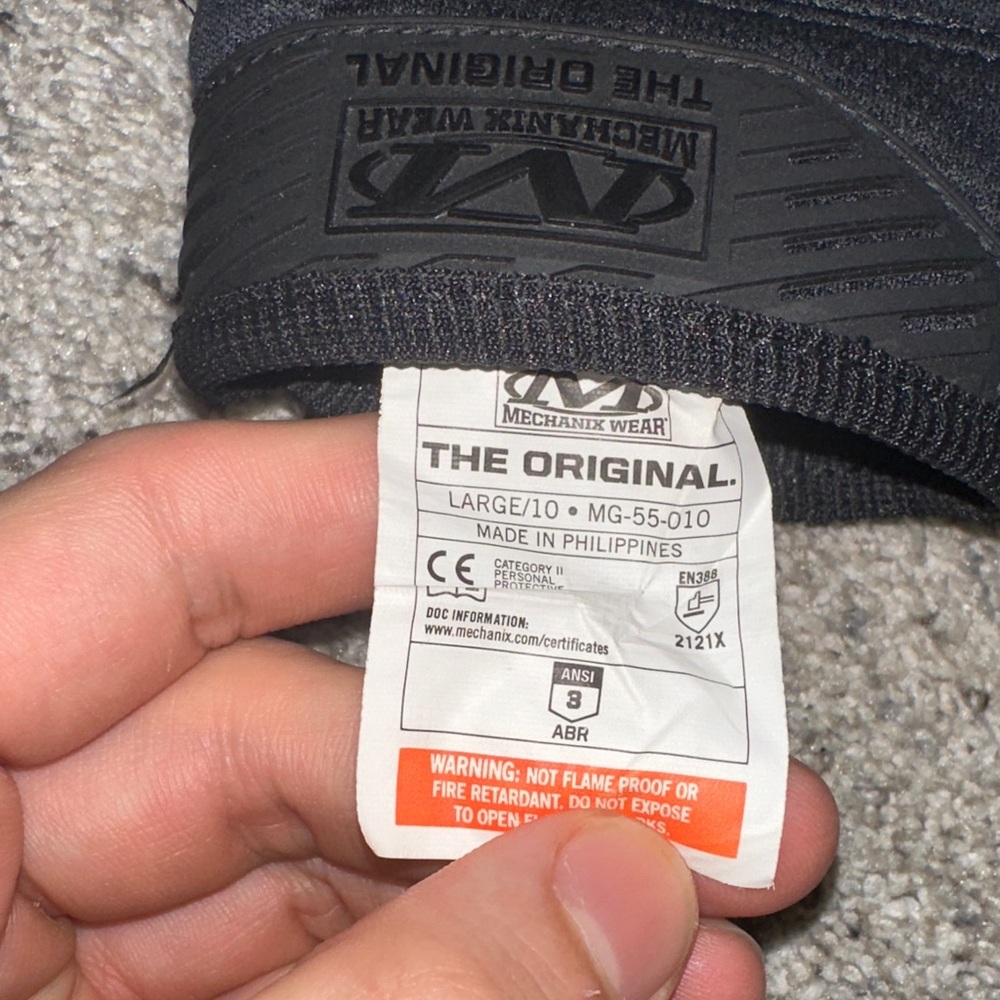 THE ORIGINAL
MECHANIX WEAR
M
MECHANIX WEAR
THE ORIGINAL.
LARGE/10 • MG-55-010
MADE IN PHILIPPINES
CE
CATEGORY II
PERSONAL
PROTECTIVE
EN388
2121X
DOC INFORMATION:
www.mechanix.com/certificates
ANSI
3
ABR
WARNING: NOT FLAME PROOF OR
FIRE RETARDANT. DO NOT EXPOSE
TO OPEN